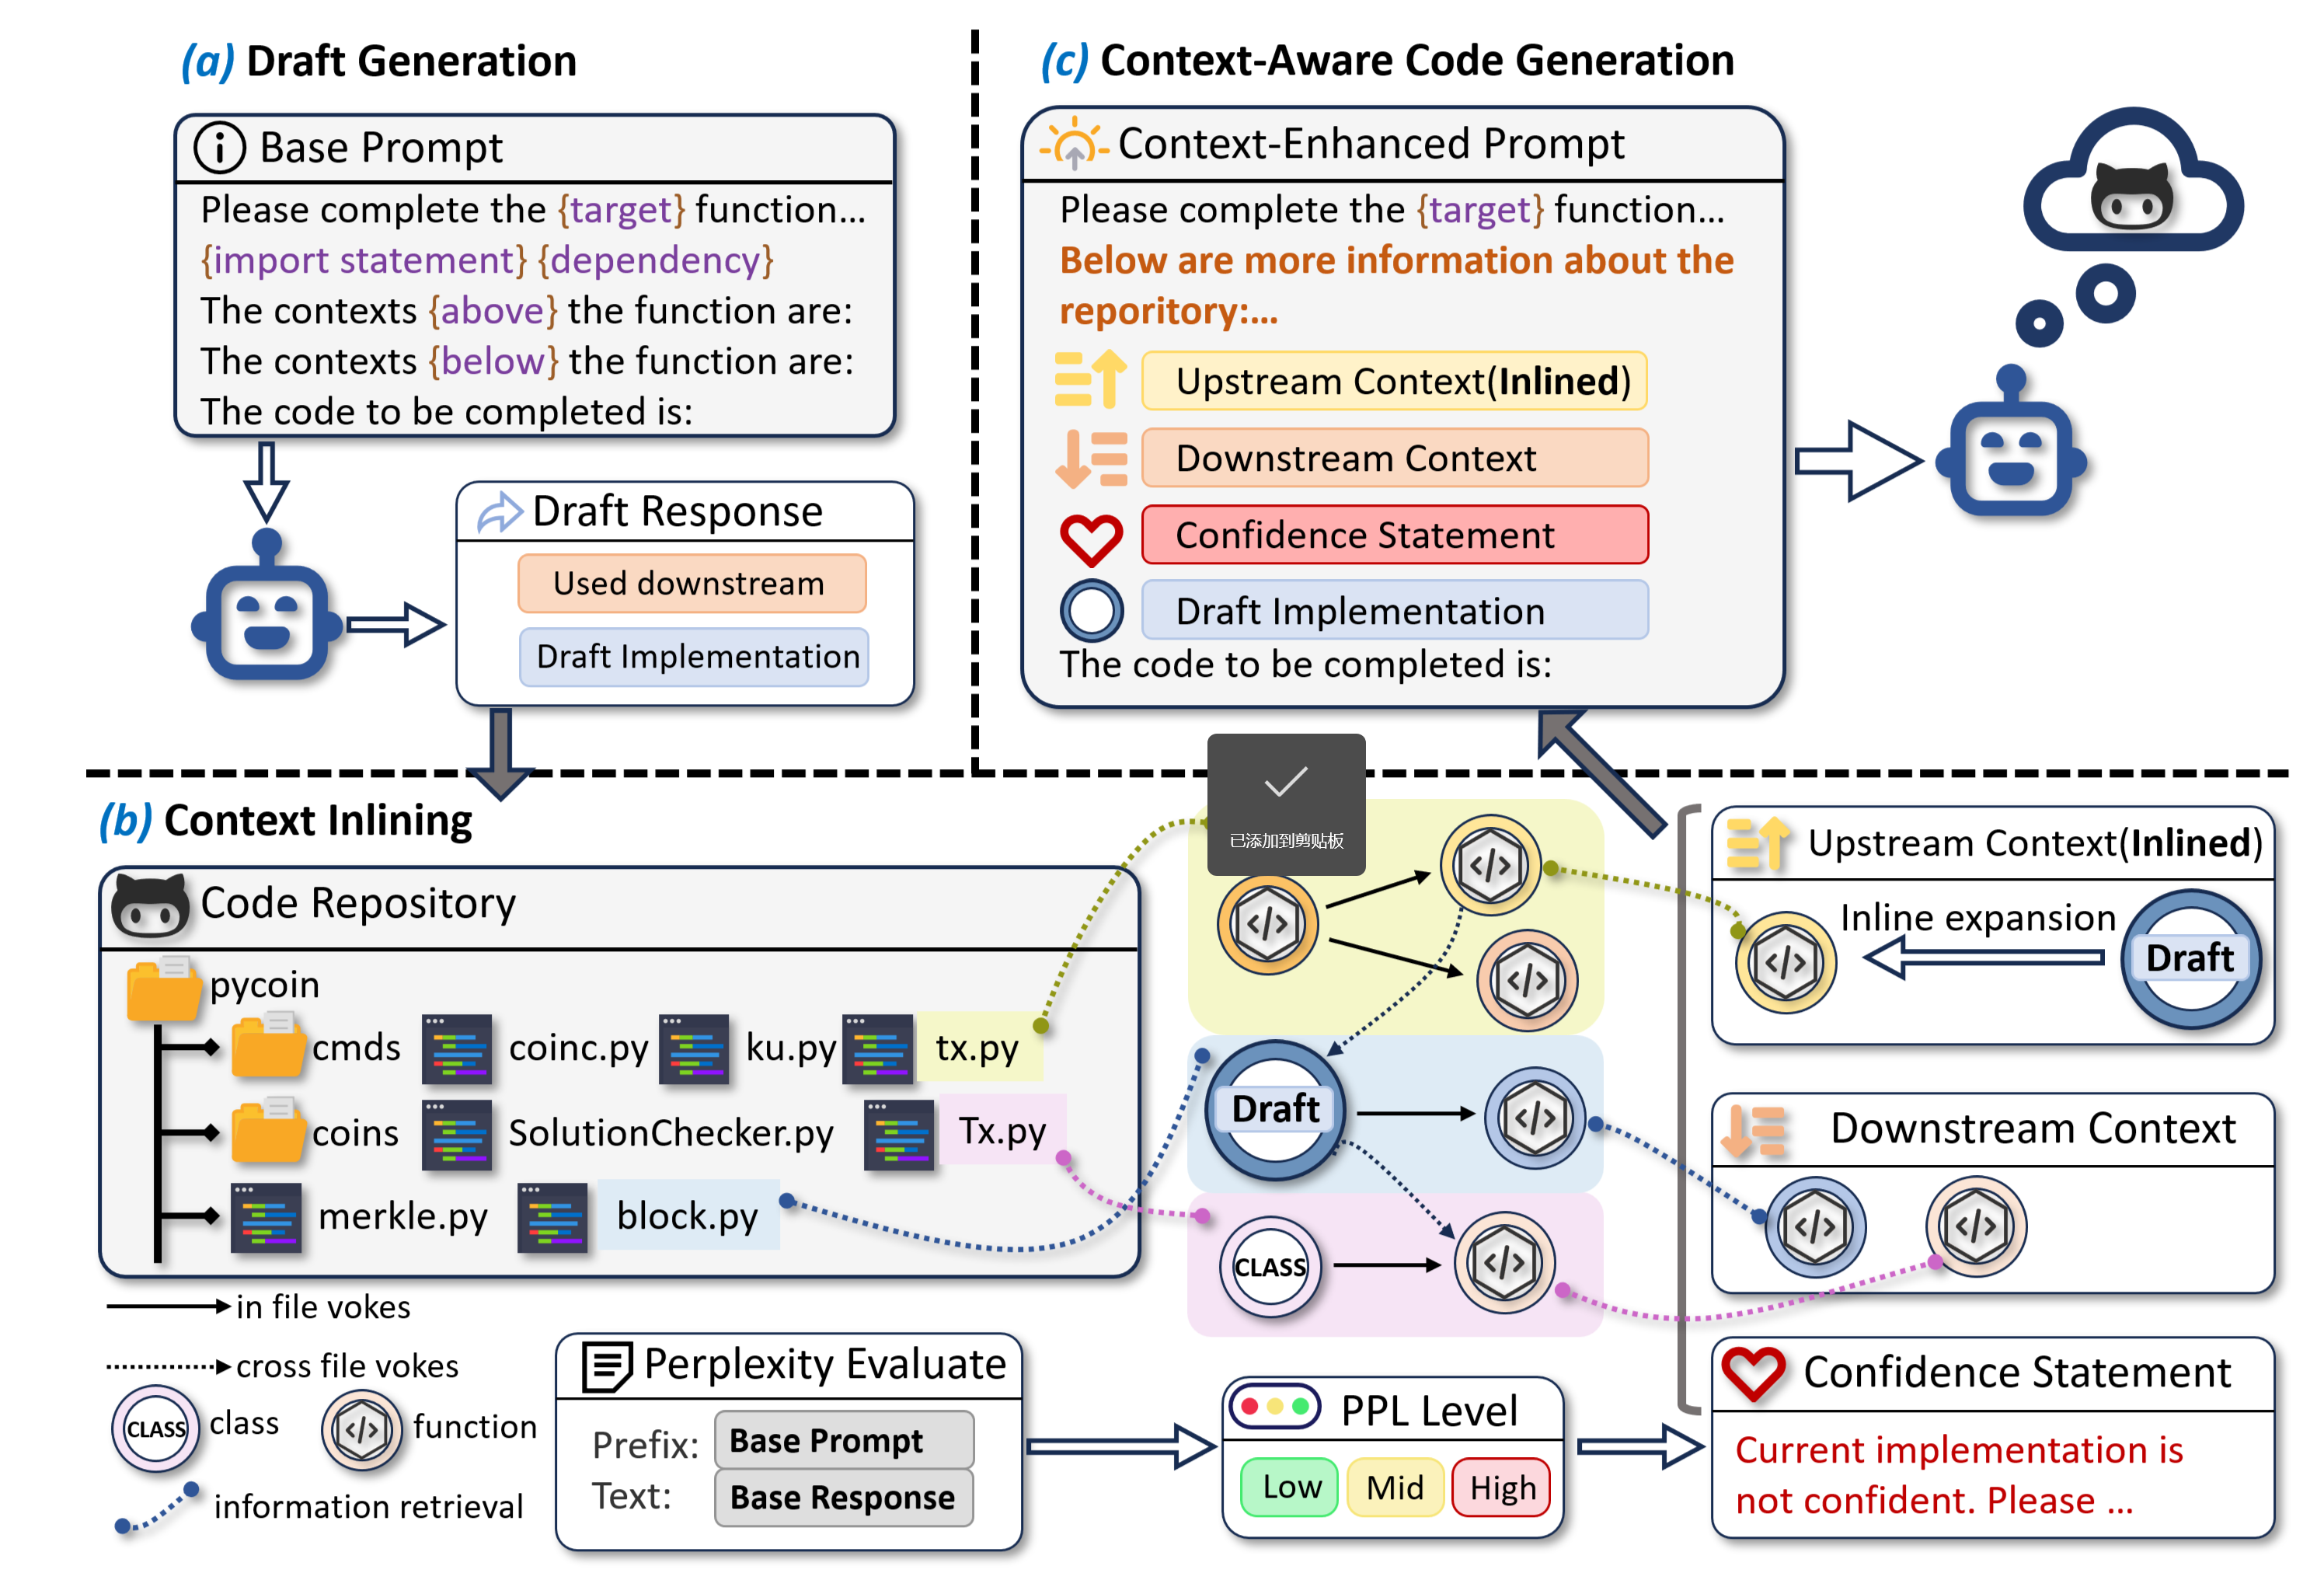 (a) Draft Generation
Base Prompt
Please complete the {target} function...
{import statement} {dependency}
The contexts {above} the function are:
The contexts {below} the function are:
The code to be completed is:
Draft Response
Used downstream
Draft Implementation
(c) Context-Aware Code Generation
Context-Enhanced Prompt
Please complete the {target} function...
Below are more information about the
reporitory:...
Upstream Context(Inlined)
Downstream Context
Confidence Statement
Draft Implementation
The code to be completed is:
(b) Context Inlining
Code Repository
pycoin
cmds coinc.py ku.py tx.py
coins SolutionChecker.py Tx.py
merkle.py block.py
in file vokes
cross file vokes
CLASS class function
information retrieval
Perplexity Evaluate
Prefix: Base Prompt
Text: Base Response
已添加到剪贴板
Draft
CLASS
PPL Level
Low Mid High
Upstream Context(Inlined)
Inline expansion
Draft
Downstream Context
Confidence Statement
Current implementation is
not confident. Please ...